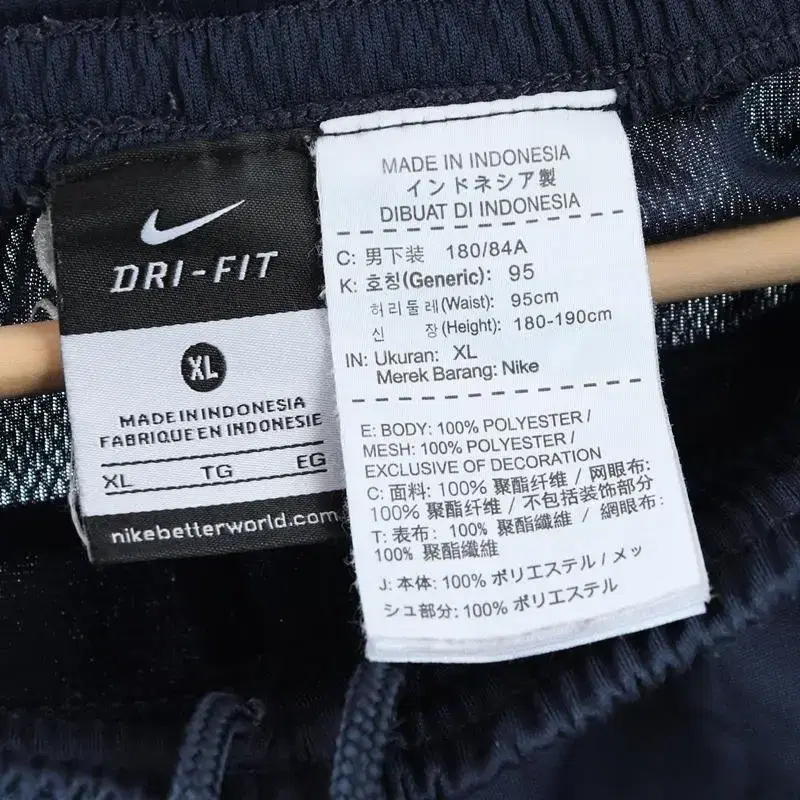 DRI-FIT
XL
MADE IN INDONESIA
FABRIQUE EN INDONESIE
XL TG EG
nikebetterworld.com
MADE IN INDONESIA
インドネシア製
DIBUAT DI INDONESIA
C: 男下装 180/84A
K: 호칭(Generic): 95
허리둘레(Waist): 95cm
신 장(Height): 180-190cm
IN: Ukuran: XL
Merek Barang: Nike
E: BODY: 100% POLYESTER /
MESH: 100% POLYESTER /
EXCLUSIVE OF DECORATION
C: 面料: 100% 聚酯纤维 / 网眼布:
100% 聚酯纤维 / 不包括装饰部分
T: 表布: 100% 聚酯纖維 / 網眼布:
100% 聚酯纖維
J: 本体: 100% ポリエステル / メッ
シュ部分: 100% ポリエステル